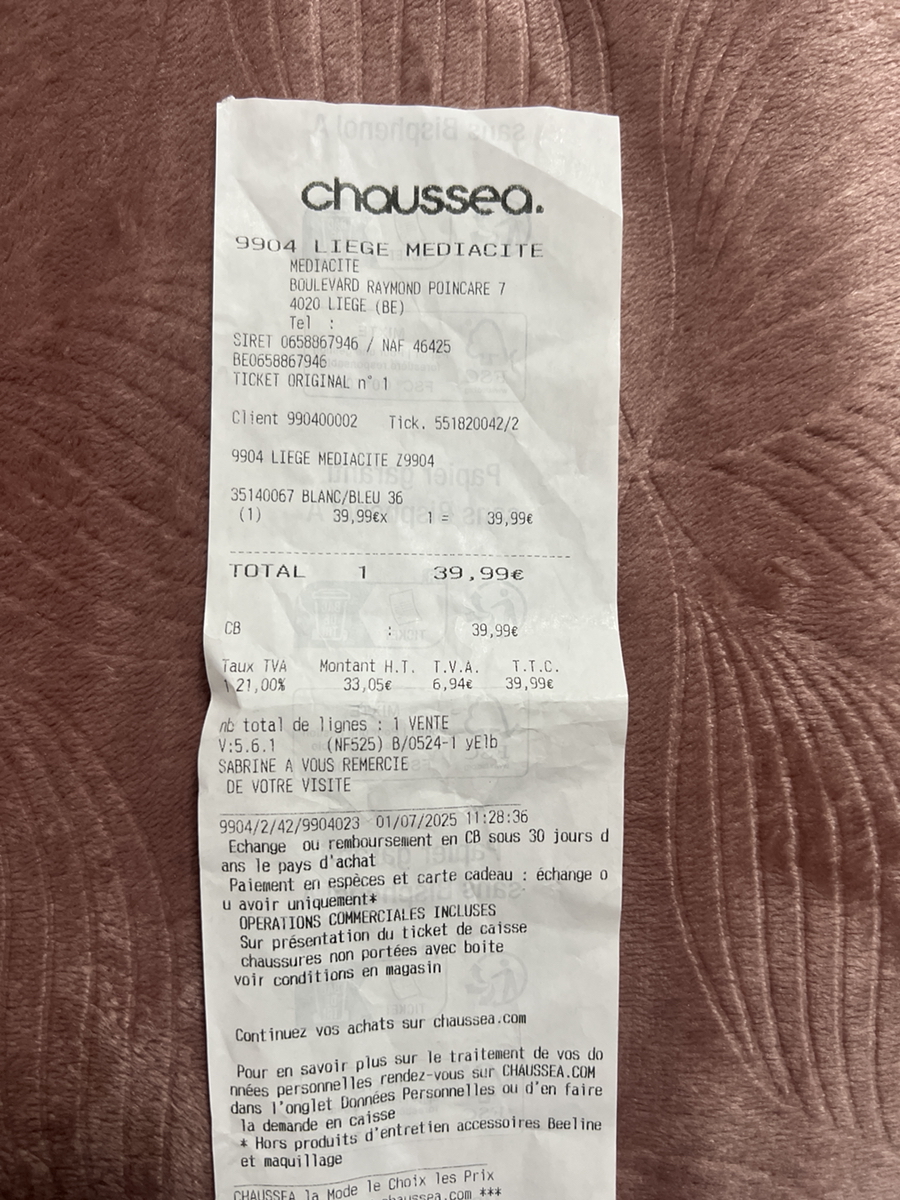 chaussea.
9904 LIEGE MEDIACITE
MEDIACITE
BOULEVARD RAYMOND POINCARE 7
4020 LIEGE (BE)
Tel :
SIRET 0658867946 / NAF 46425
BE0658867946
TICKET ORIGINAL n° 1
Client 990400002 Tick. 551820042/2
9904 LIEGE MEDIACITE Z9904
35140067 BLANC/BLEU 36
(1) 39,99€x 1 = 39,99€
TOTAL 1 39,99€
CB : 39,99€
Taux TVA Montant H.T. T.V.A. T.T.C.
1 21,00% 33,05€ 6,94€ 39,99€
nb total de lignes : 1 VENTE
V:5.6.1 (NF525) B/0524-1 yElb
SABRINE A VOUS REMERCIE
DE VOTRE VISITE
9904/2/42/9904023 01/07/2025 11:28:36
Echange ou remboursement en CB sous 30 jours d
ans le pays d'achat
Paiement en espèces et carte cadeau : échange o
u avoir uniquement*
OPERATIONS COMMERCIALES INCLUSES
Sur présentation du ticket de caisse
chaussures non portées avec boite
voir conditions en magasin
Continuez vos achats sur chaussea.com
Pour en savoir plus sur le traitement de vos do
nnées personnelles rendez-vous sur CHAUSSEA.COM
dans l'onglet Données Personnelles ou d'en faire
la demande en caisse
* Hors produits d'entretien accessoires Beeline
et maquillage
CHAUSSEA la Mode le Choix les Prix
chaussea.com ***